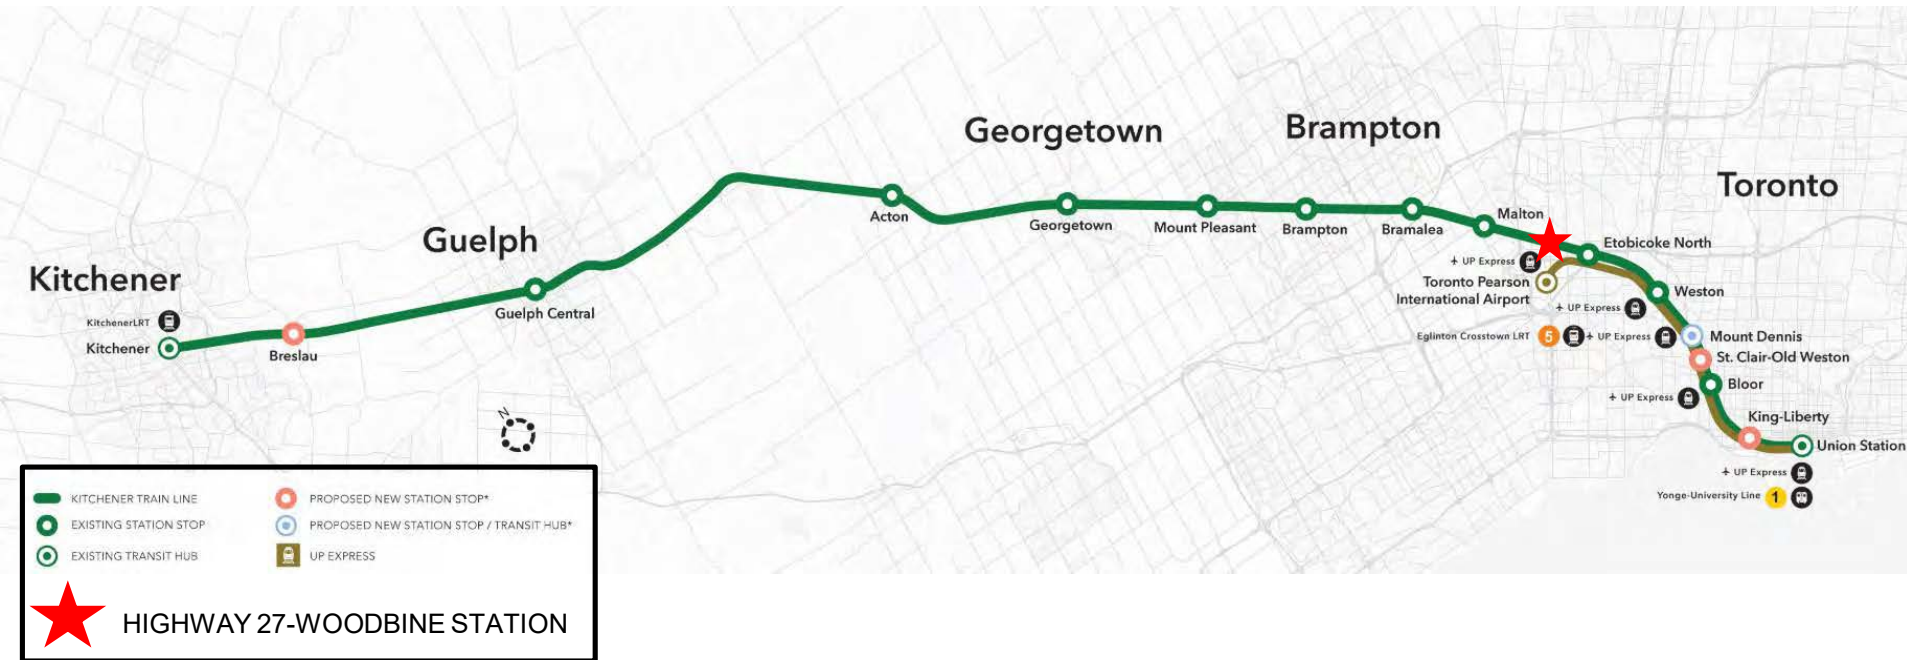 Georgetown
Brampton
Toronto
Guelph
Kitchener
KitchenerLRT
Kitchener
Breslau
Guelph Central
Acton
Georgetown
Mount Pleasant
Brampton
Bramalea
Malton
Etobicoke North
+ UP Express
Toronto Pearson
International Airport
Weston
+ UP Express
Eglinton Crosstown LRT 5 + UP Express
Mount Dennis
St. Clair-Old Weston
Bloor
+ UP Express
King-Liberty
Union Station
+ UP Express
Yonge-University Line 1
N
KITCHENER TRAIN LINE
EXISTING STATION STOP
EXISTING TRANSIT HUB
PROPOSED NEW STATION STOP*
PROPOSED NEW STATION STOP / TRANSIT HUB*
UP EXPRESS
HIGHWAY 27-WOODBINE STATION